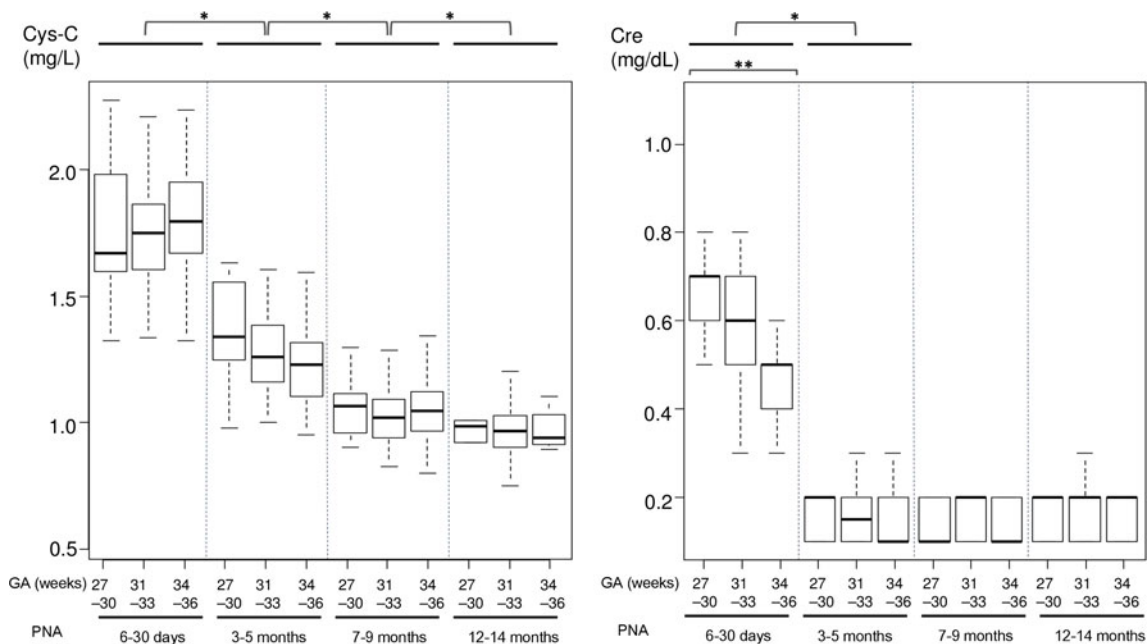 * * *
Cys-C
(mg/L)
2.0
1.5
1.0
0.5
GA (weeks) 27 31 34 27 31 34 27 31 34 27 31 34
–30 –33 –36 –30 –33 –36 –30 –33 –36 –30 –33 –36
PNA 6-30 days 3-5 months 7-9 months 12-14 months
*
Cre
(mg/dL)
**
1.0
0.8
0.6
0.4
0.2
GA (weeks) 27 31 34 27 31 34 27 31 34 27 31 34
–30 –33 –36 –30 –33 –36 –30 –33 –36 –30 –33 –36
PNA 6-30 days 3-5 months 7-9 months 12-14 months